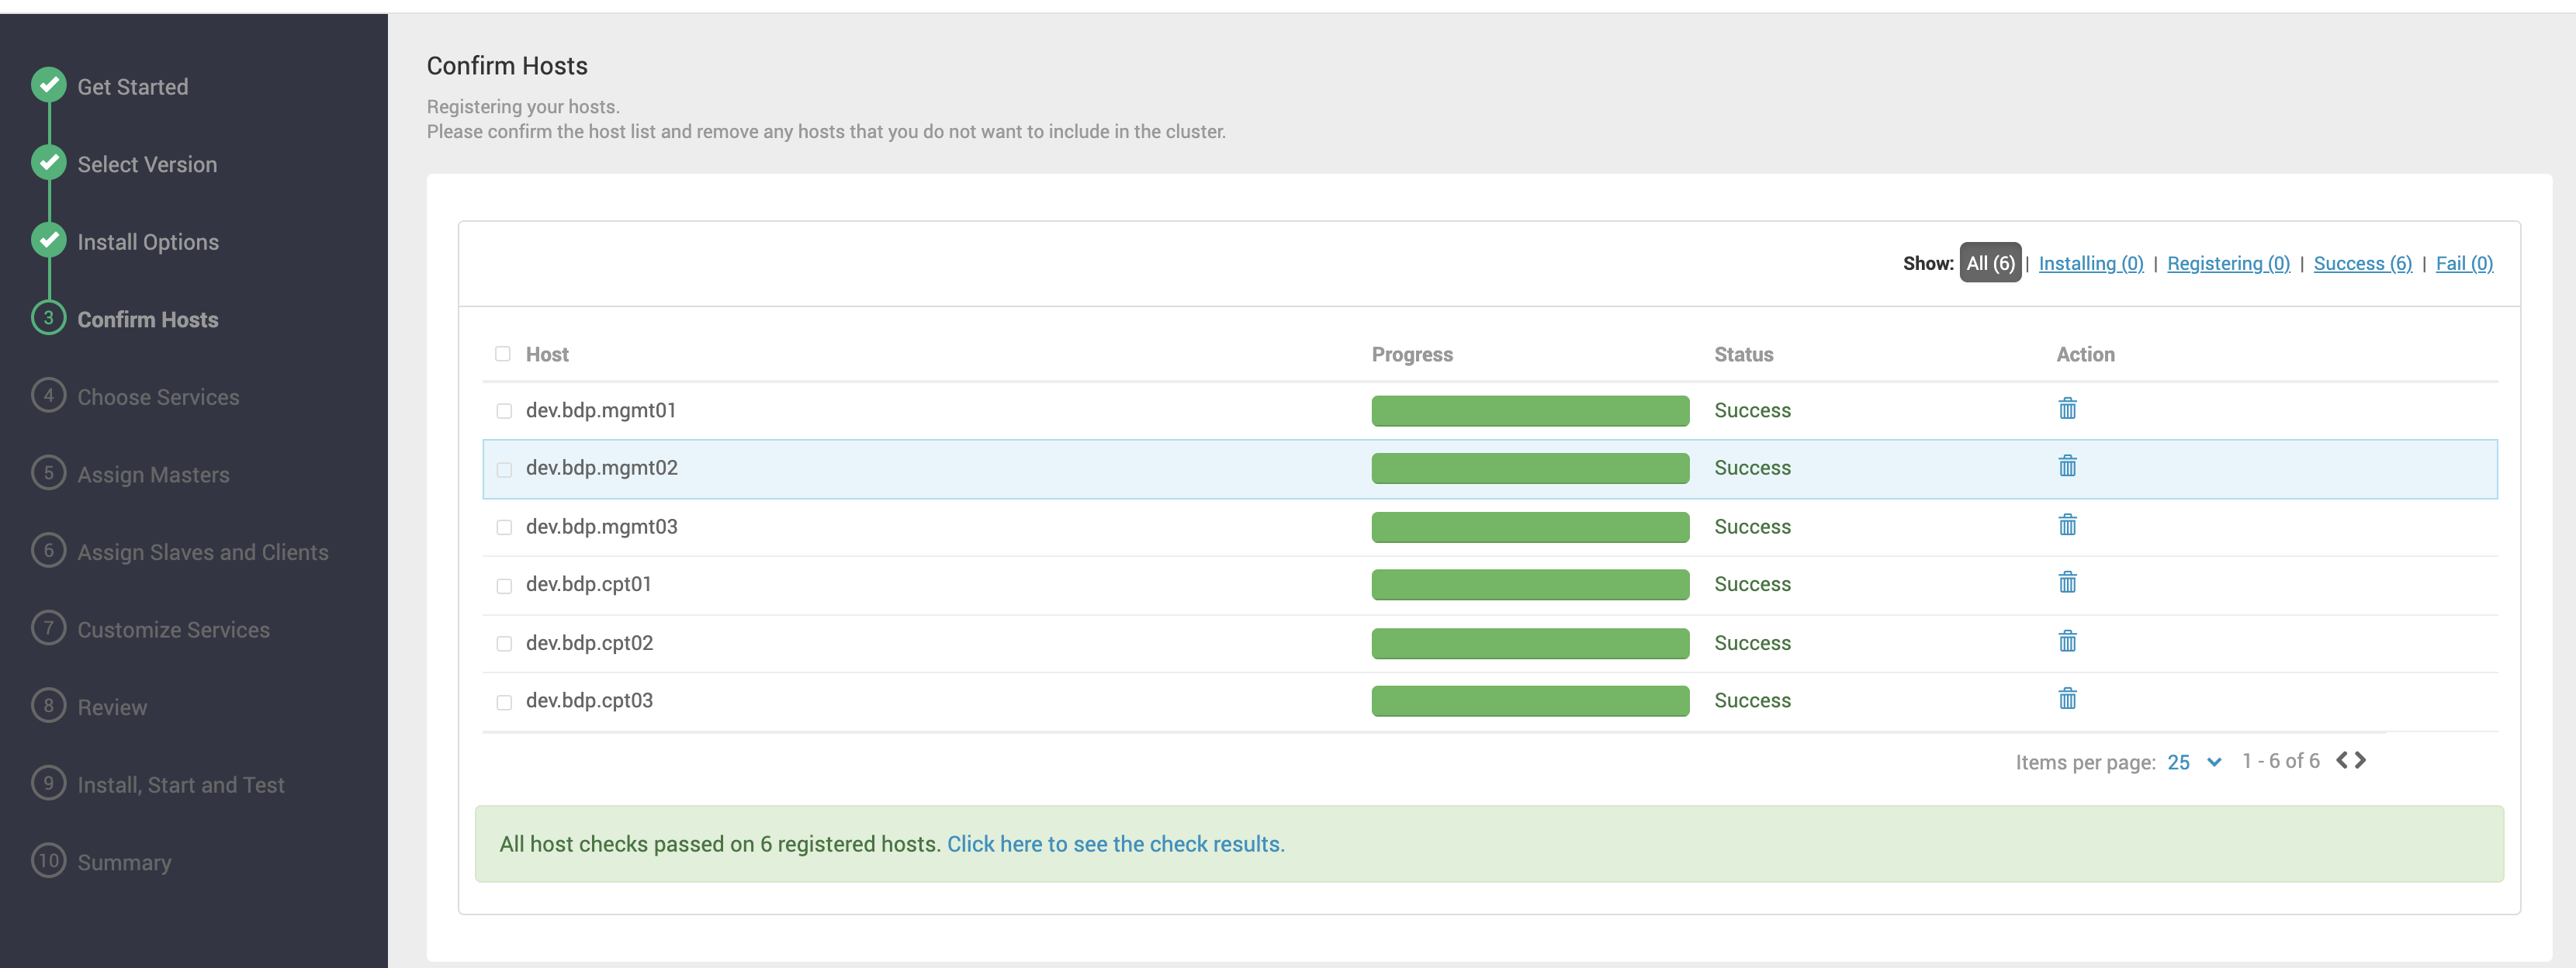 Get Started
Select Version
Install Options
3 Confirm Hosts
4 Choose Services
5 Assign Masters
6 Assign Slaves and Clients
7 Customize Services
8 Review
9 Install, Start and Test
10 Summary
Confirm Hosts
Registering your hosts.
Please confirm the host list and remove any hosts that you do not want to include in the cluster.
Show: All (6) | Installing (0) | Registering (0) | Success (6) | Fail (0)
Host Progress Status Action
dev.bdp.mgmt01 Success
dev.bdp.mgmt02 Success
dev.bdp.mgmt03 Success
dev.bdp.cpt01 Success
dev.bdp.cpt02 Success
dev.bdp.cpt03 Success
Items per page: 25 1 - 6 of 6
All host checks passed on 6 registered hosts. Click here to see the check results.